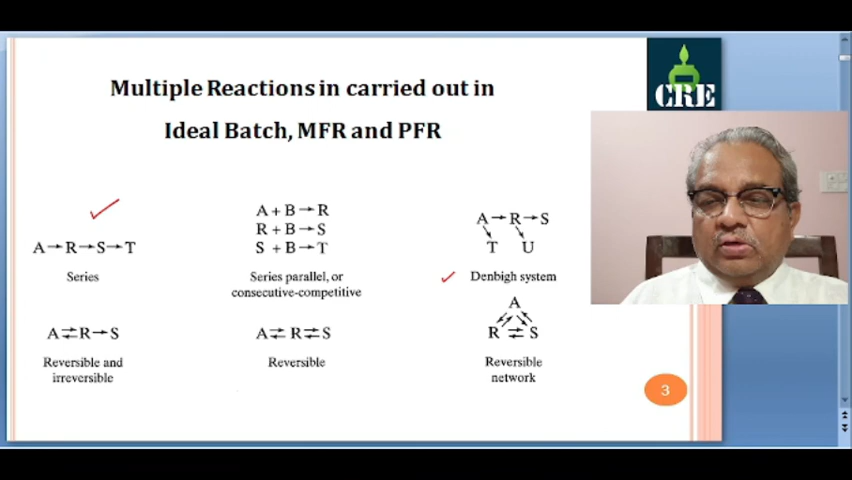 Multiple Reactions in carried out in
Ideal Batch, MFR and PFR
CRE
A→R→S→T
Series
A+B→R
R+B→S
S+B→T
Series parallel, or
consecutive-competitive
A→R→S
T U
Denbigh system
A⇄R→S
Reversible and
irreversible
A⇄R⇄S
Reversible
A
R⇄S
Reversible
network
3